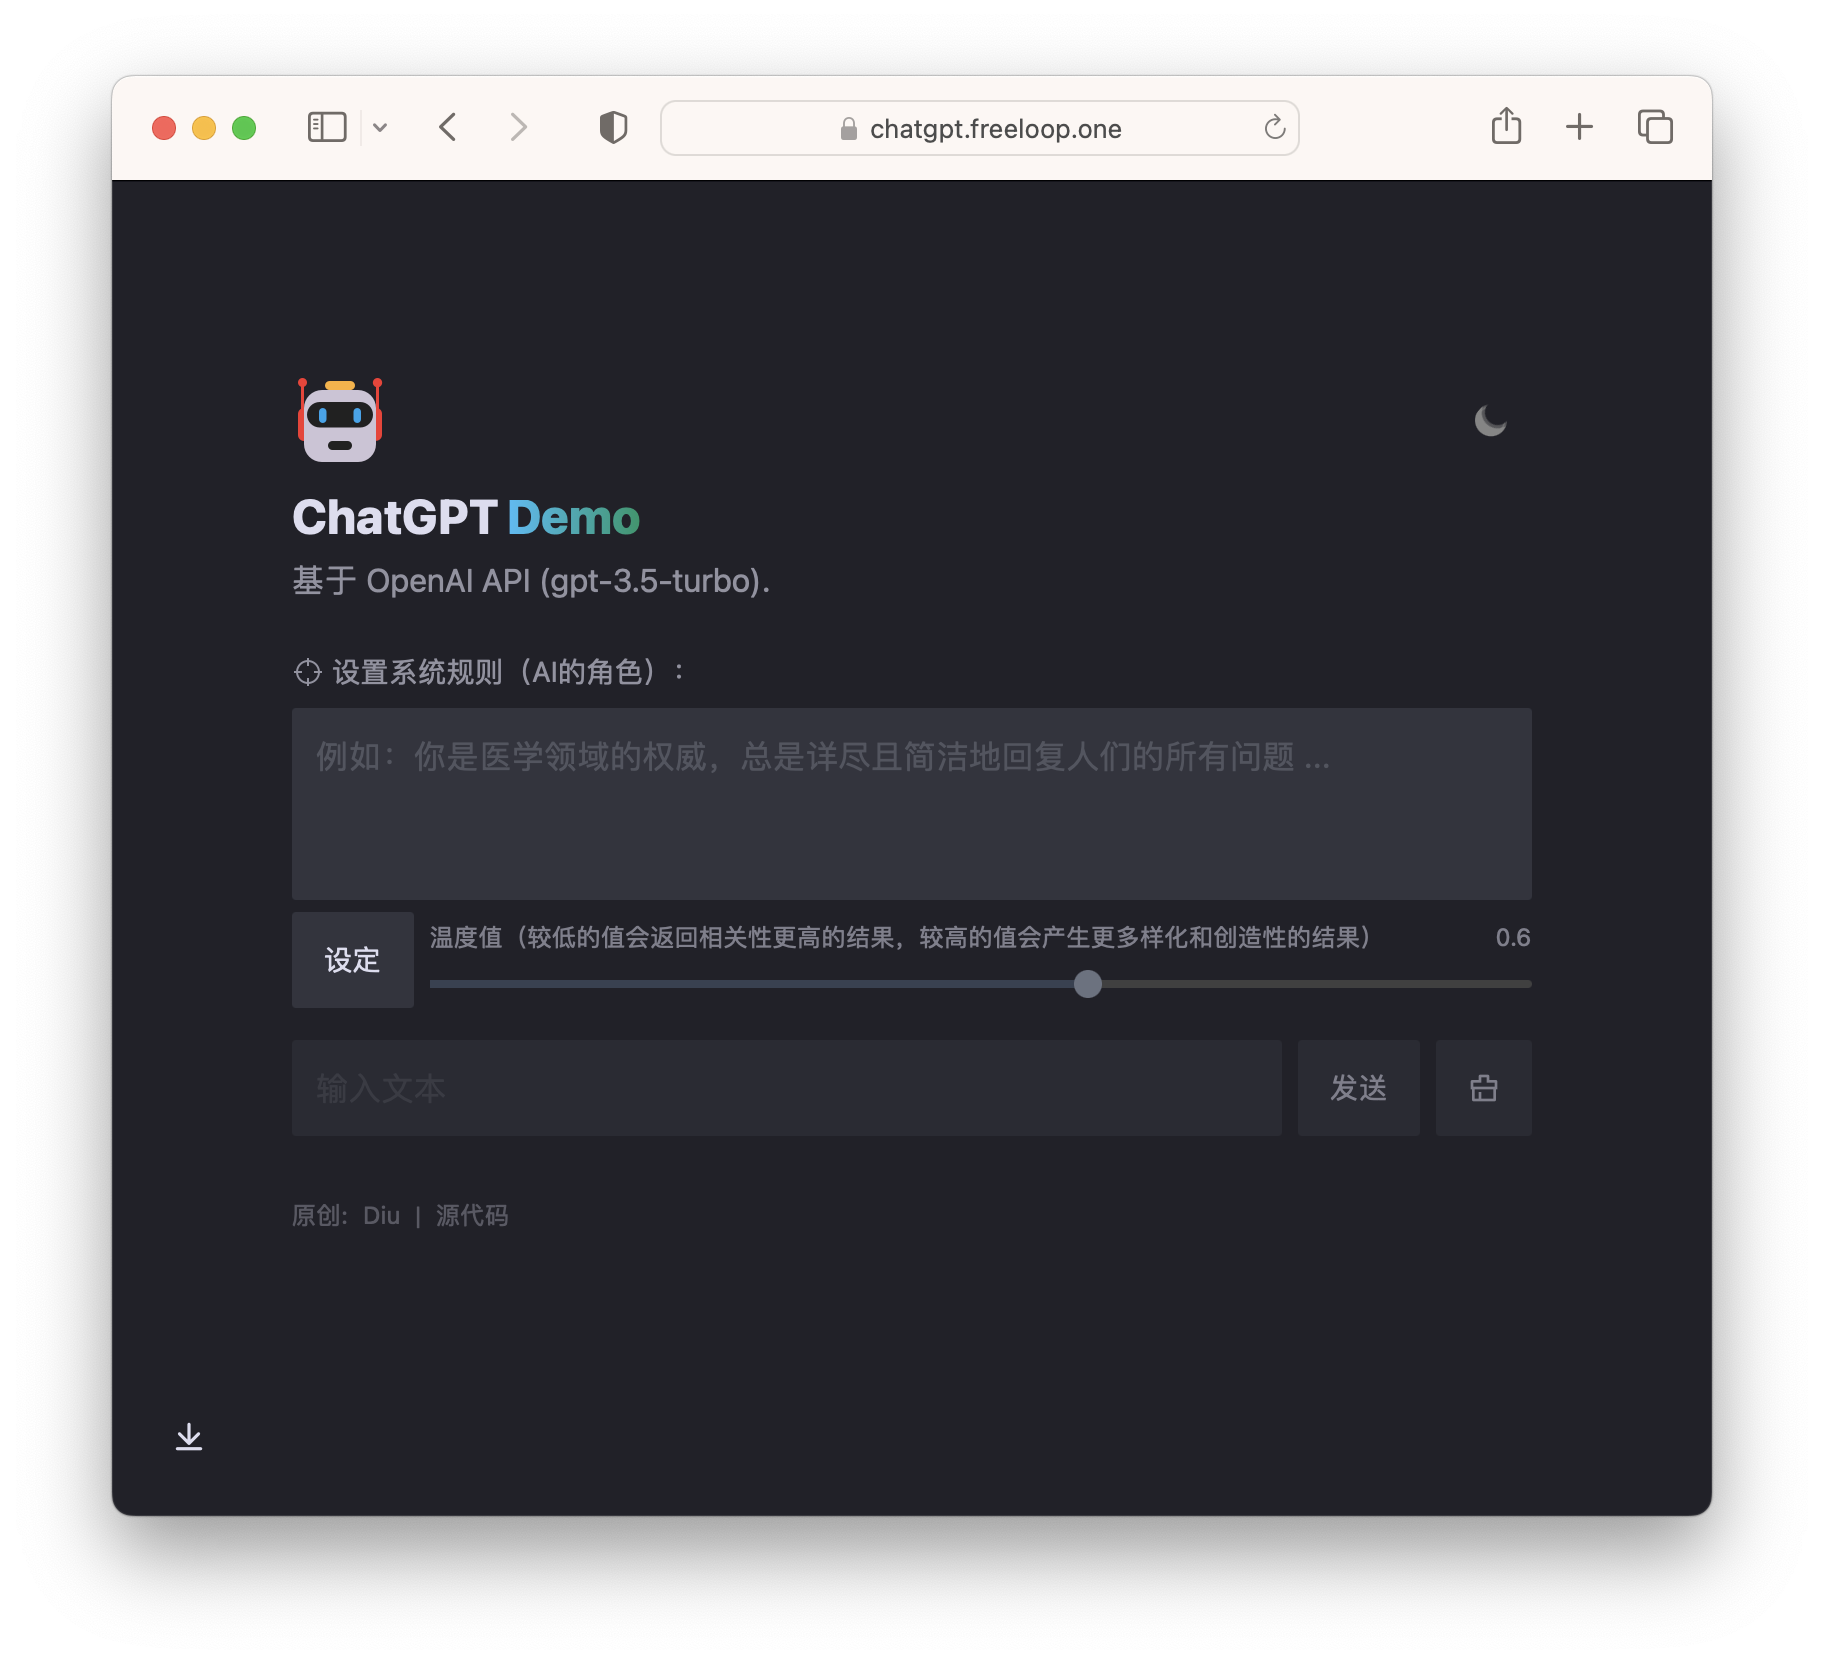 chatgpt.freeloop.one
ChatGPT Demo
基于 OpenAI API (gpt-3.5-turbo).
设置系统规则（AI的角色）：
例如：你是医学领域的权威，总是详尽且简洁地回复人们的所有问题 ...
设定
温度值（较低的值会返回相关性更高的结果，较高的值会产生更多样化和创造性的结果） 0.6
输入文本 发送
原创: Diu | 源代码